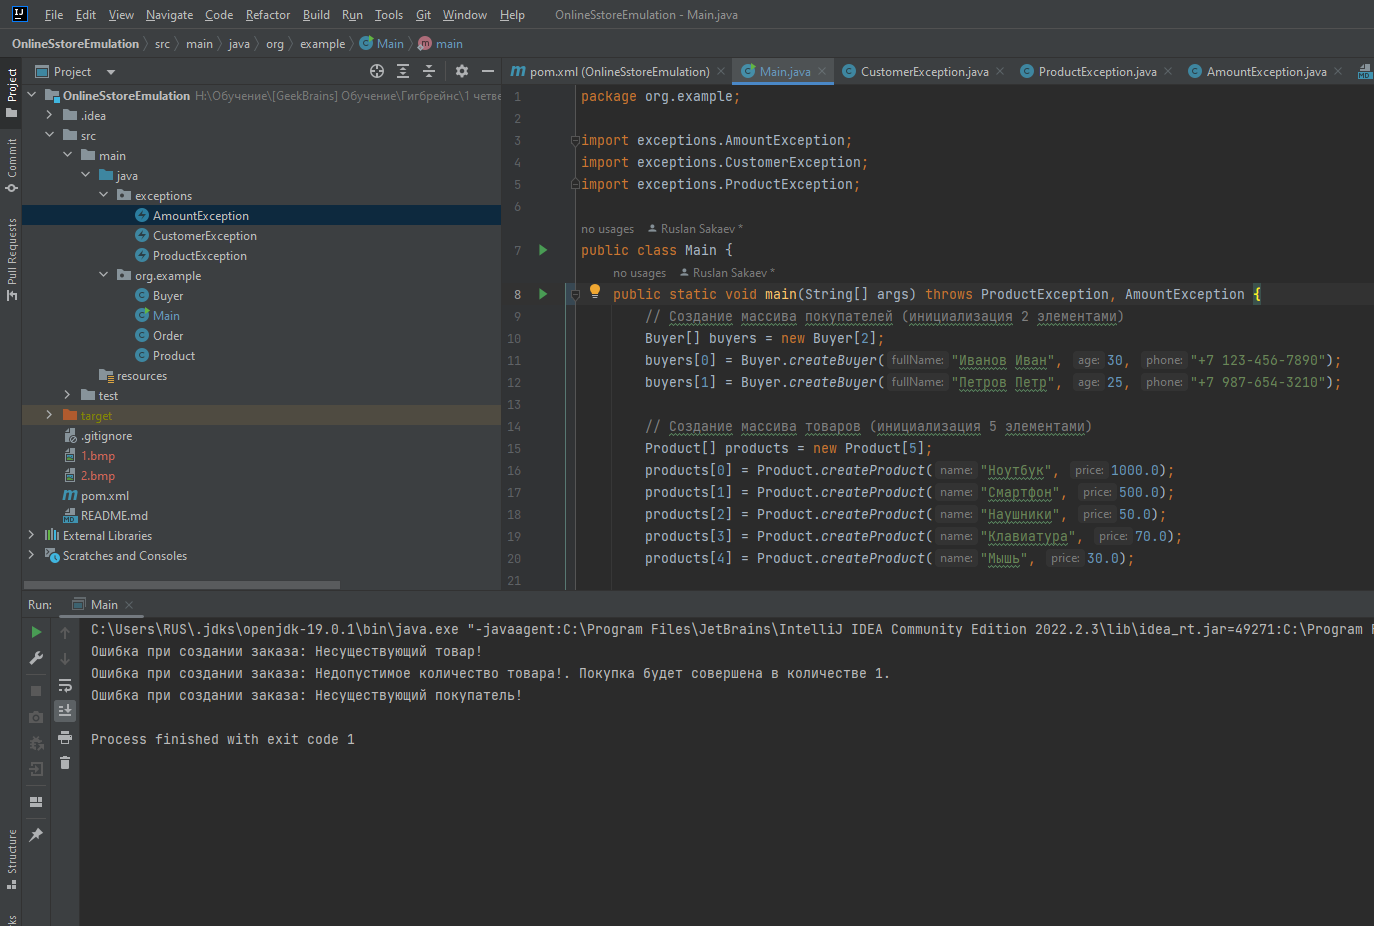 File Edit View Navigate Code Refactor Build Run Tools Git Window Help OnlineSstoreEmulation - Main.java
OnlineSstoreEmulation src main java org example Main main
Project
Commit
Pull Requests
Structure
Project
OnlineSstoreEmulation H:\Обучение\[GeekBrains] Обучение\Гигбрейнс\1 четве
.idea
src
main
java
exceptions
AmountException
CustomerException
ProductException
org.example
Buyer
Main
Order
Product
resources
test
target
.gitignore
1.bmp
2.bmp
pom.xml
README.md
External Libraries
Scratches and Consoles
pom.xml (OnlineSstoreEmulation) Main.java CustomerException.java ProductException.java AmountException.java
1 package org.example;
2
3 import exceptions.AmountException;
4 import exceptions.CustomerException;
5 import exceptions.ProductException;
6
no usages Ruslan Sakaev *
7 public class Main {
no usages Ruslan Sakaev *
8 public static void main(String[] args) throws ProductException, AmountException {
9 // Создание массива покупателей (инициализация 2 элементами)
10 Buyer[] buyers = new Buyer[2];
11 buyers[0] = Buyer.createBuyer( fullName: "Иванов Иван", age: 30, phone: "+7 123-456-7890");
12 buyers[1] = Buyer.createBuyer( fullName: "Петров Петр", age: 25, phone: "+7 987-654-3210");
13
14 // Создание массива товаров (инициализация 5 элементами)
15 Product[] products = new Product[5];
16 products[0] = Product.createProduct( name: "Ноутбук", price: 1000.0);
17 products[1] = Product.createProduct( name: "Смартфон", price: 500.0);
18 products[2] = Product.createProduct( name: "Наушники", price: 50.0);
19 products[3] = Product.createProduct( name: "Клавиатура", price: 70.0);
20 products[4] = Product.createProduct( name: "Мышь", price: 30.0);
21
Run: Main
C:\Users\RUS\.jdks\openjdk-19.0.1\bin\java.exe "-javaagent:C:\Program Files\JetBrains\IntelliJ IDEA Community Edition 2022.2.3\lib\idea_rt.jar=49271:C:\Program F
Ошибка при создании заказа: Несуществующий товар!
Ошибка при создании заказа: Недопустимое количество товара!. Покупка будет совершена в количестве 1.
Ошибка при создании заказа: Несуществующий покупатель!
Process finished with exit code 1